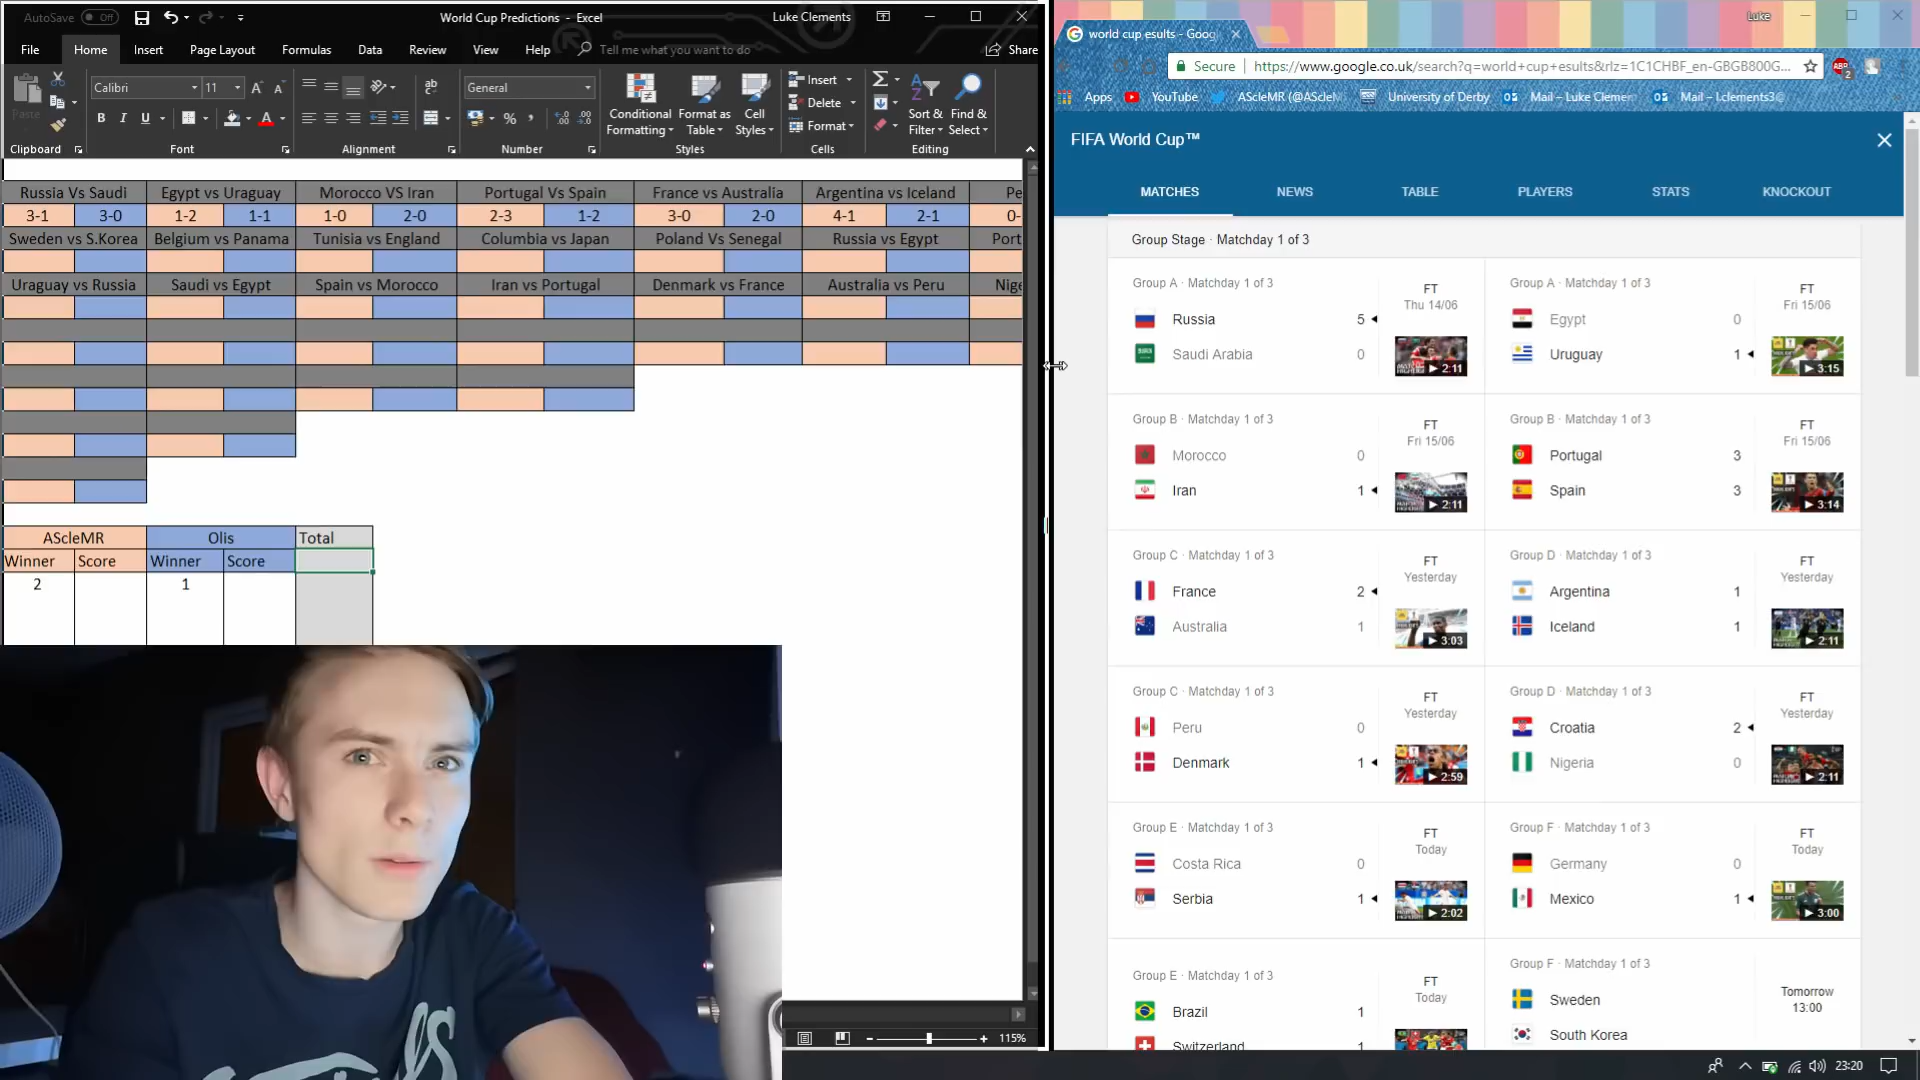 AutoSave Off
World Cup Predictions - Excel
Luke Clements
File Home Insert Page Layout Formulas Data Review View Help Tell me what you want to do Share
Calibri 11 General
Paste
Conditional Formatting Format as Table Cell Styles
Insert
Delete
Format
Sort & Filter Find & Select
Clipboard Font Alignment Number Styles Cells Editing
Russia Vs Saudi Egypt vs Uruguay Morocco VS Iran Portugal Vs Spain France vs Australia Argentina vs Iceland Pe
3-1 3-0 1-2 1-1 1-0 2-0 2-3 1-2 3-0 2-0 4-1 2-1 0-
Sweden vs S.Korea Belgium vs Panama Tunisia vs England Columbia vs Japan Poland Vs Senegal Russia vs Egypt Port
Uraguay vs Russia Saudi vs Egypt Spain vs Morocco Iran vs Portugal Denmark vs France Australia vs Peru Nige
AScleMR Olis Total
Winner Score Winner Score
2 1
115%
Luke
world cup esults - Goog
Secure https://www.google.co.uk/search?q=world+cup+esults&rlz=1C1CHBF_en-GBGB800G...
ABP 2
Apps YouTube AScleMR (@AScleM University of Derby Mail – Luke Clemen Mail – l.clements3@
FIFA World Cup™
MATCHES NEWS TABLE PLAYERS STATS KNOCKOUT
Group Stage · Matchday 1 of 3
Group A · Matchday 1 of 3
Russia 5
Saudi Arabia 0
FT
Thu 14/06
2:11
Group A · Matchday 1 of 3
Egypt 0
Uruguay 1
FT
Fri 15/06
3:15
Group B · Matchday 1 of 3
Morocco 0
Iran 1
FT
Fri 15/06
2:11
Group B · Matchday 1 of 3
Portugal 3
Spain 3
FT
Fri 15/06
3:14
Group C · Matchday 1 of 3
France 2
Australia 1
FT
Yesterday
3:03
Group D · Matchday 1 of 3
Argentina 1
Iceland 1
FT
Yesterday
2:11
Group C · Matchday 1 of 3
Peru 0
Denmark 1
FT
Yesterday
2:59
Group D · Matchday 1 of 3
Croatia 2
Nigeria 0
FT
Yesterday
2:11
Group E · Matchday 1 of 3
Costa Rica 0
Serbia 1
FT
Today
2:02
Group F · Matchday 1 of 3
Germany 0
Mexico 1
FT
Today
3:00
Group E · Matchday 1 of 3
Brazil 1
Switzerland 1
FT
Today
Group F · Matchday 1 of 3
Sweden
South Korea
Tomorrow
13:00
23:20